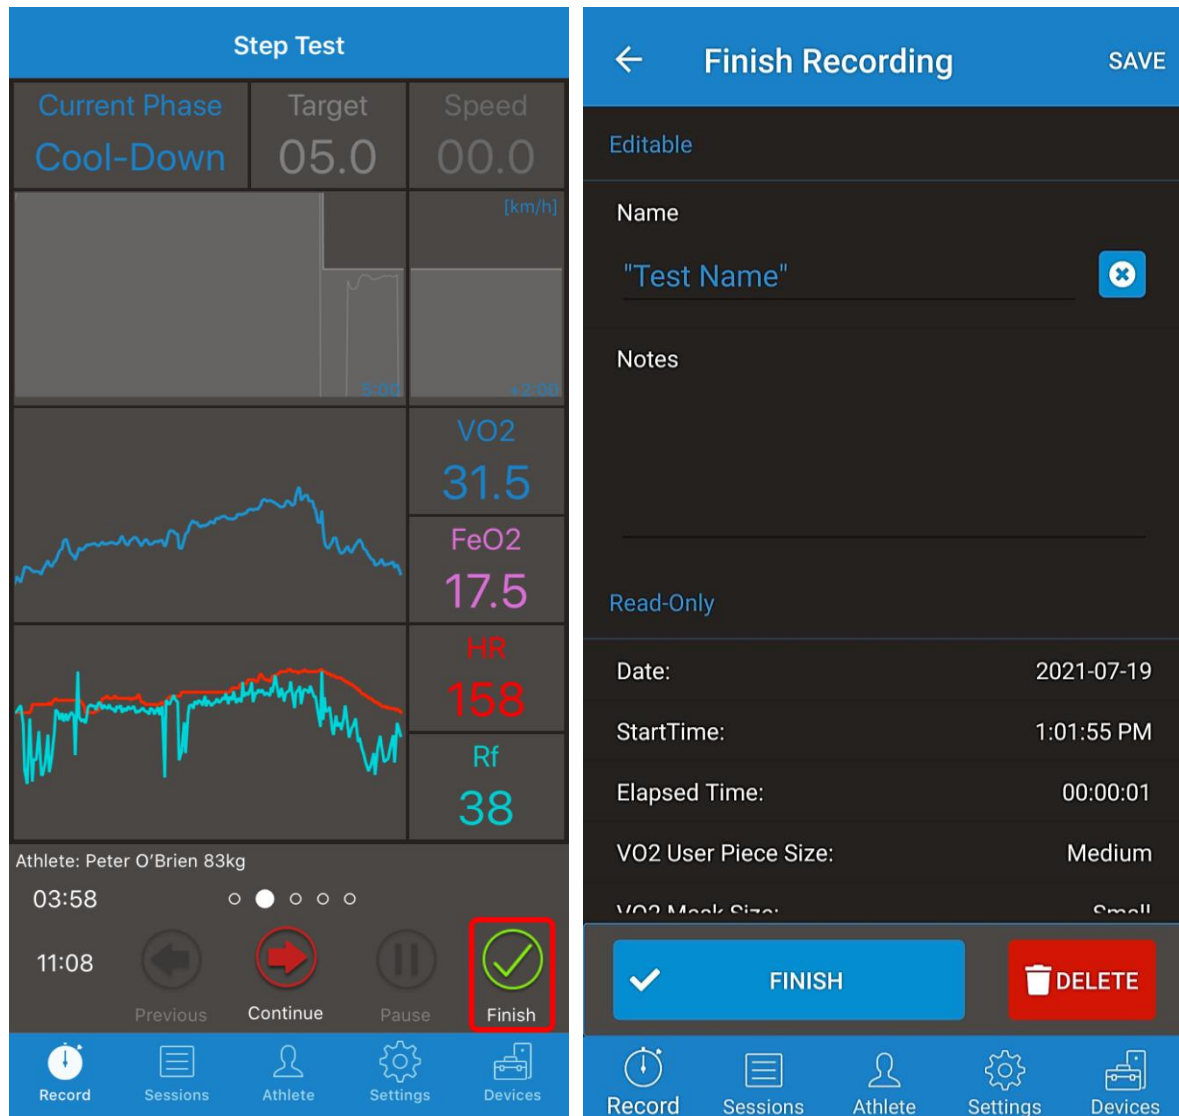 Step Test
Current Phase
Target
Speed
Cool-Down
05.0
00.0
[km/h]
5:00
+2:00
VO2
31.5
FeO2
17.5
HR
158
Rf
38
Athlete: Peter O'Brien 83kg
03:58
11:08
Previous
Continue
Pause
Finish
Record
Sessions
Athlete
Settings
Devices
Finish Recording
SAVE
Editable
Name
"Test Name"
Notes
Read-Only
Date: 2021-07-19
StartTime: 1:01:55 PM
Elapsed Time: 00:00:01
VO2 User Piece Size: Medium
VO2 Mask Size: Small
FINISH
DELETE
Record
Sessions
Athlete
Settings
Devices